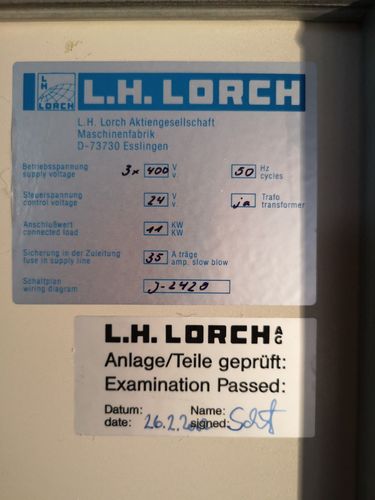 L.H. LORCH
L.H. LORCH
L.H. Lorch Aktiengesellschaft
Maschinenfabrik
D-73730 Esslingen
Betriebsspannung 3x 400 V 50 Hz
supply voltage v. cycles
Steuerspannung 24 V ja Trafo
control voltage v. transformer
Anschlußwert 11 KW
connected load KW
Sicherung in der Zuleitung 35 A träge
fuse in supply line amp. slow blow
Schaltplan J-2420
wiring diagram
L.H. LORCH AG
Anlage/Teile geprüft:
Examination Passed:
Datum: Name:
date: 26.2. signed: